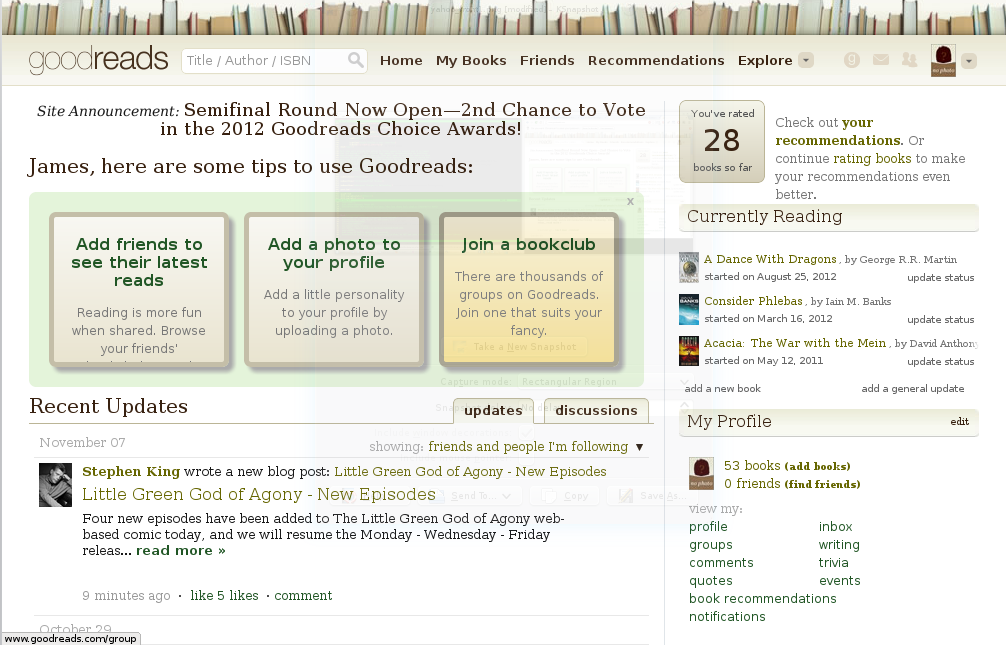 goodreads
Title / Author / ISBN
Home My Books Friends Recommendations Explore
Site Announcement: Semifinal Round Now Open—2nd Chance to Vote
in the 2012 Goodreads Choice Awards!
James, here are some tips to use Goodreads:
x
Add friends to
see their latest
reads
Reading is more fun
when shared. Browse
your friends'
Add a photo to
your profile
Add a little personality
to your profile by
uploading a photo.
Join a bookclub
There are thousands of
groups on Goodreads.
Join one that suits your
fancy.
Take a New Snapshot
Capture mode: Rectangular Region
No delay
Send To...
Copy
Save As...
Recent Updates
updates
discussions
November 07
showing: friends and people I'm following ▼
Stephen King wrote a new blog post: Little Green God of Agony - New Episodes
Little Green God of Agony - New Episodes
Four new episodes have been added to The Little Green God of Agony web-
based comic today, and we will resume the Monday - Wednesday - Friday
releas... read more »
9 minutes ago · like 5 likes · comment
October 29
www.goodreads.com/group
You've rated
28
books so far
Check out your
recommendations. Or
continue rating books to make
your recommendations even
better.
Currently Reading
A Dance With Dragons, by George R.R. Martin
started on August 25, 2012 update status
Consider Phlebas, by Iain M. Banks
started on March 16, 2012 update status
Acacia: The War with the Mein, by David Anthony
started on May 12, 2011 update status
add a new book add a general update
My Profile edit
no photo
53 books (add books)
0 friends (find friends)
view my:
profile inbox
groups writing
comments trivia
quotes events
book recommendations
notifications